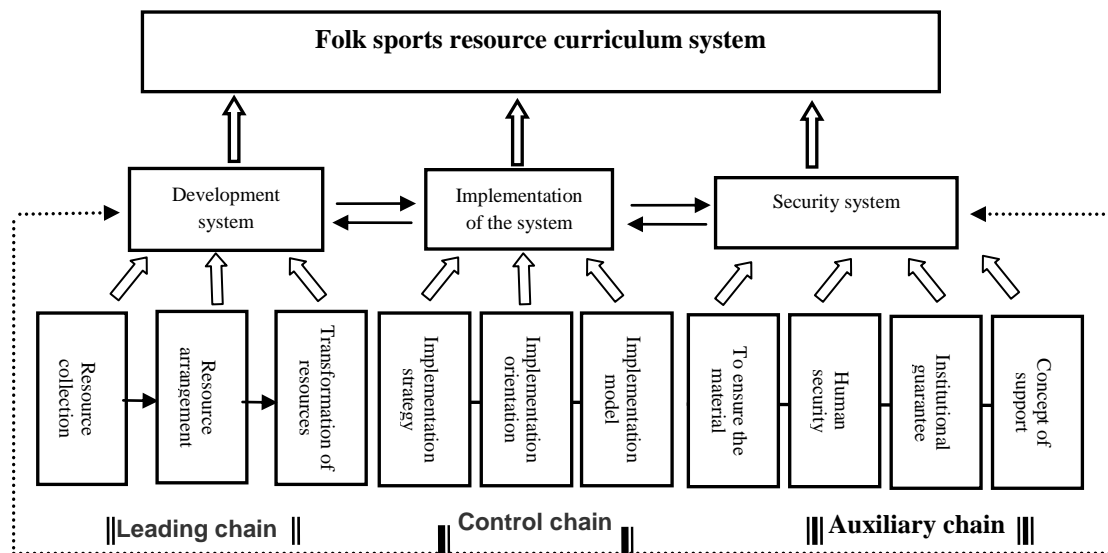 Folk sports resource curriculum system
Development
system
Implementation
of the system
Security system
Resource
collection
Resource
arrangement
Transformation of
resources
Implementation
strategy
Implementation
orientation
Implementation
model
To ensure the
material
Human
security
Institutional
guarantee
Concept of
support
Leading chain
Control chain
Auxiliary chain